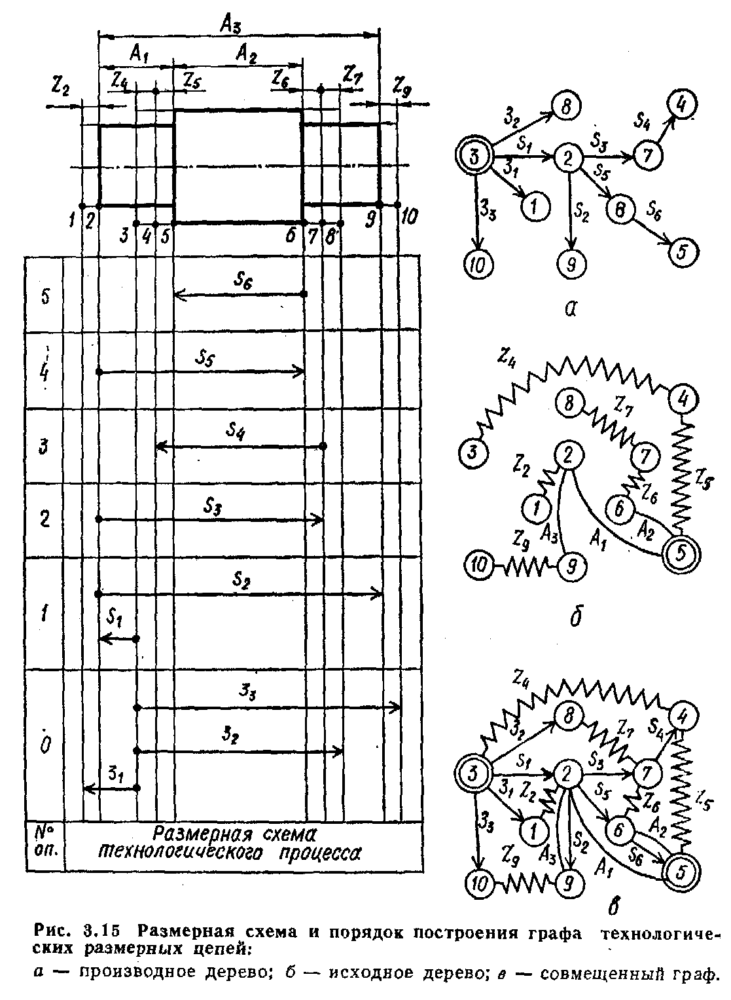 A3
A1 A2
Z2 Z4 Z5 Z6 Z7 Z9
1 2 3 4 5 6 7 8 9 10
5 S6
4 S5
3 S4
2 S3
1 S2
S1
0 З3
З2
З1
№ оп. Размерная схема
технологического процесса
3 8 4
З2 S4
S1 2 S3 7
З1 S5
З3 1 S2 8 S6
10 9 5
а
Z4
8 Z7 4
3 Z2 2 7
1 Z6 Z5
6
A3 A1 A2
10 Z9 9 5
б
Z4
8 Z7 S4 4
З2
3 S1 2 S3 7
З1 Z2 S5 Z6 Z5
З3 1 6 A2
A3 S2 S6
Z9 A1 5
10 9
в
Рис. 3.15 Размерная схема и порядок построения графа технологиче-
ских размерных цепей:
а — производное дерево; б — исходное дерево; в — совмещенный граф.